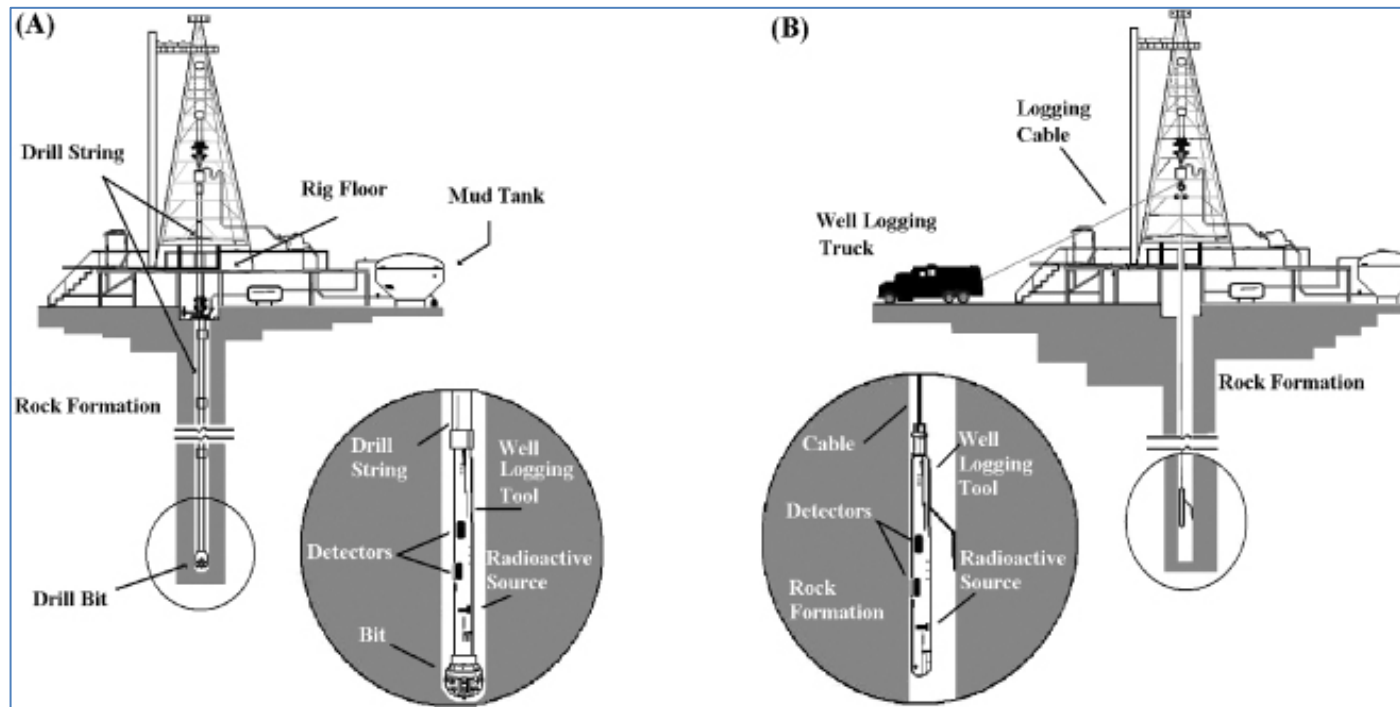 (A)
Drill String
Rig Floor
Mud Tank
Rock Formation
Drill Bit
Drill
String
Well
Logging
Tool
Detectors
Radioactive
Source
Bit
(B)
Logging
Cable
Well Logging
Truck
Rock Formation
Cable
Well
Logging
Tool
Detectors
Radioactive
Source
Rock
Formation